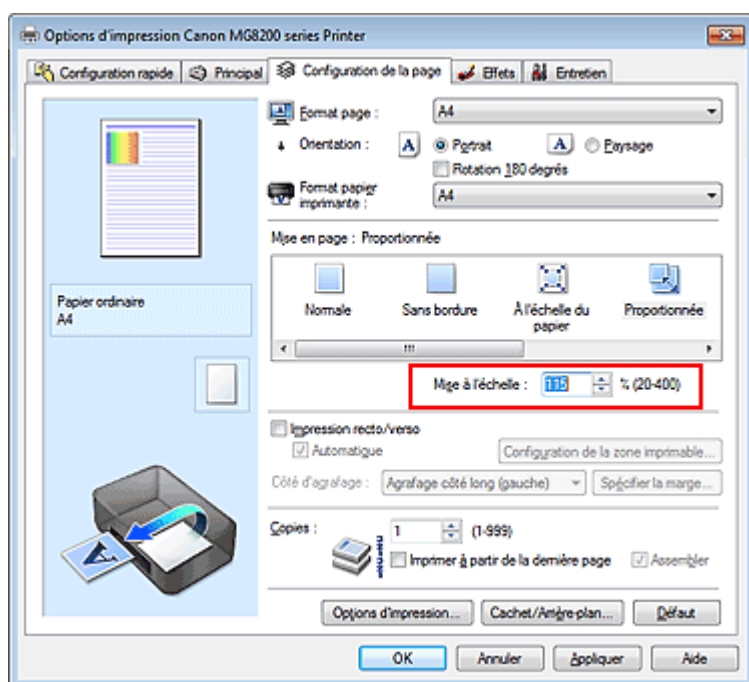 Options d'impression Canon MG8200 series Printer
Configuration rapide Principal Configuration de la page Effets Entretien
Format page : A4
Orientation : A Portrait A Paysage
Rotation 180 degrés
Format papier
imprimante : A4
Mise en page : Proportionnée
Normale Sans bordure À l'échelle du
papier Proportionnée
Papier ordinaire
A4
Mise à l'échelle : 115 % (20-400)
Impression recto/verso
Automatique Configuration de la zone imprimable...
Côté d'agrafage : Agrafage côté long (gauche) Spécifier la marge...
Copies : 1 (1-999)
Imprimer à partir de la dernière page Assembler
Options d'impression... Cachet/Arrière-plan... Défaut
OK Annuler Appliquer Aide